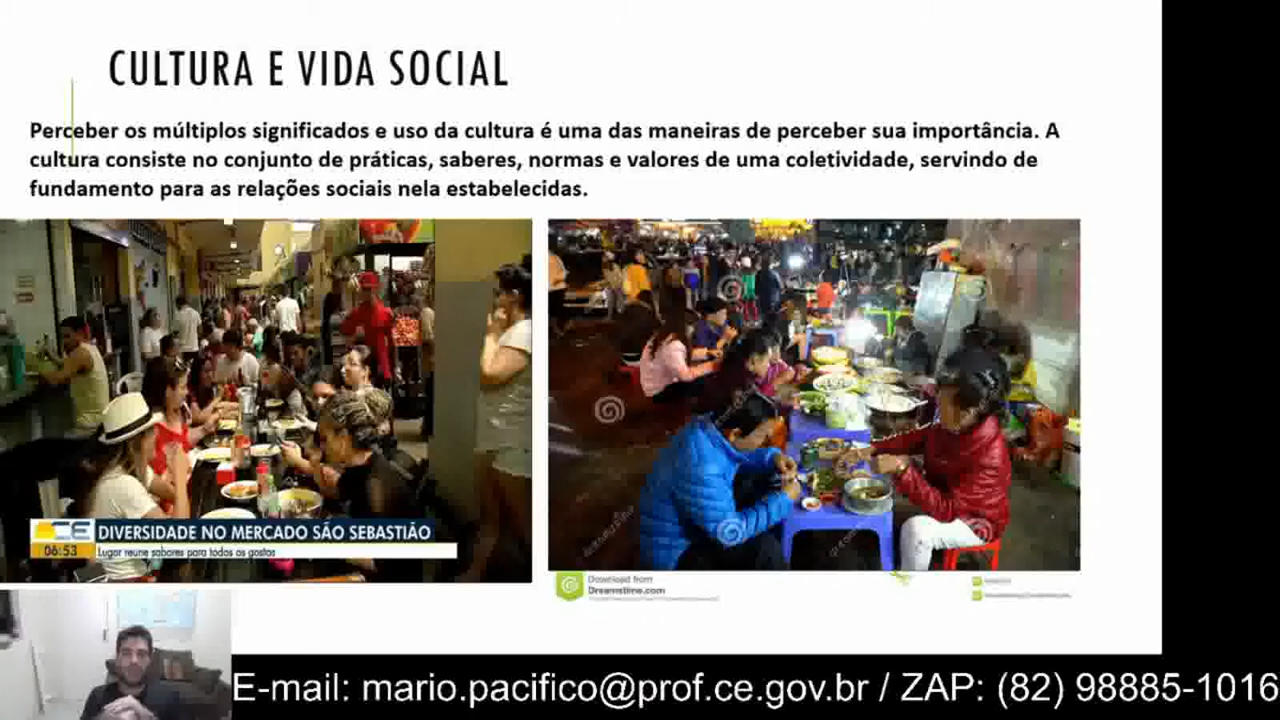 CULTURA E VIDA SOCIAL
Perceber os múltiplos significados e uso da cultura é uma das maneiras de perceber sua importância. A
cultura consiste no conjunto de práticas, saberes, normas e valores de uma coletividade, servindo de
fundamento para as relações sociais nela estabelecidas.
CE
DIVERSIDADE NO MERCADO SÃO SEBASTIÃO
06:53
Lugar reune sabores para todos os gostos
Download from
Dreamstime.com
E-mail: mario.pacifico@prof.ce.gov.br / ZAP: (82) 98885-1016